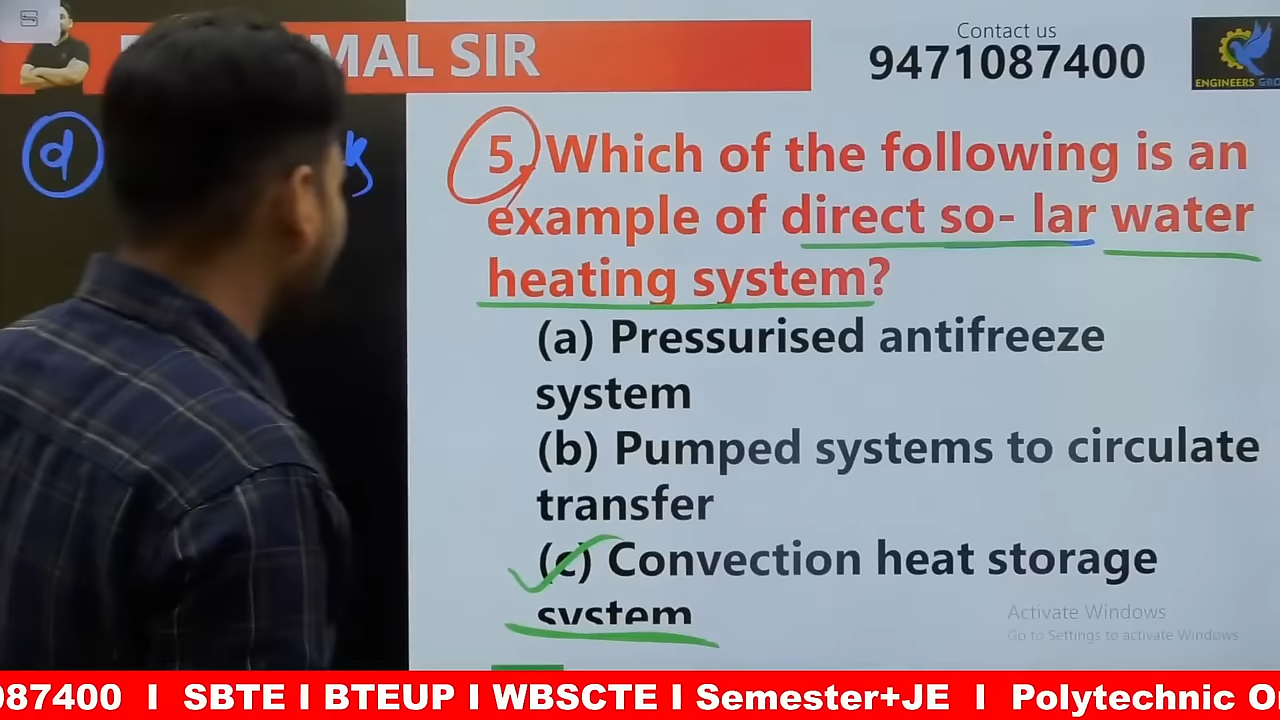 MAL SIR
Contact us
9471087400
ENGINEERS GRO
d
5. Which of the following is an
example of direct so- lar water
heating system?
(a) Pressurised antifreeze
system
(b) Pumped systems to circulate
transfer
(c) Convection heat storage
system
Activate Windows
Go to Settings to activate Windows
087400 I SBTE I BTEUP I WBSCTE I Semester+JE I Polytechnic O